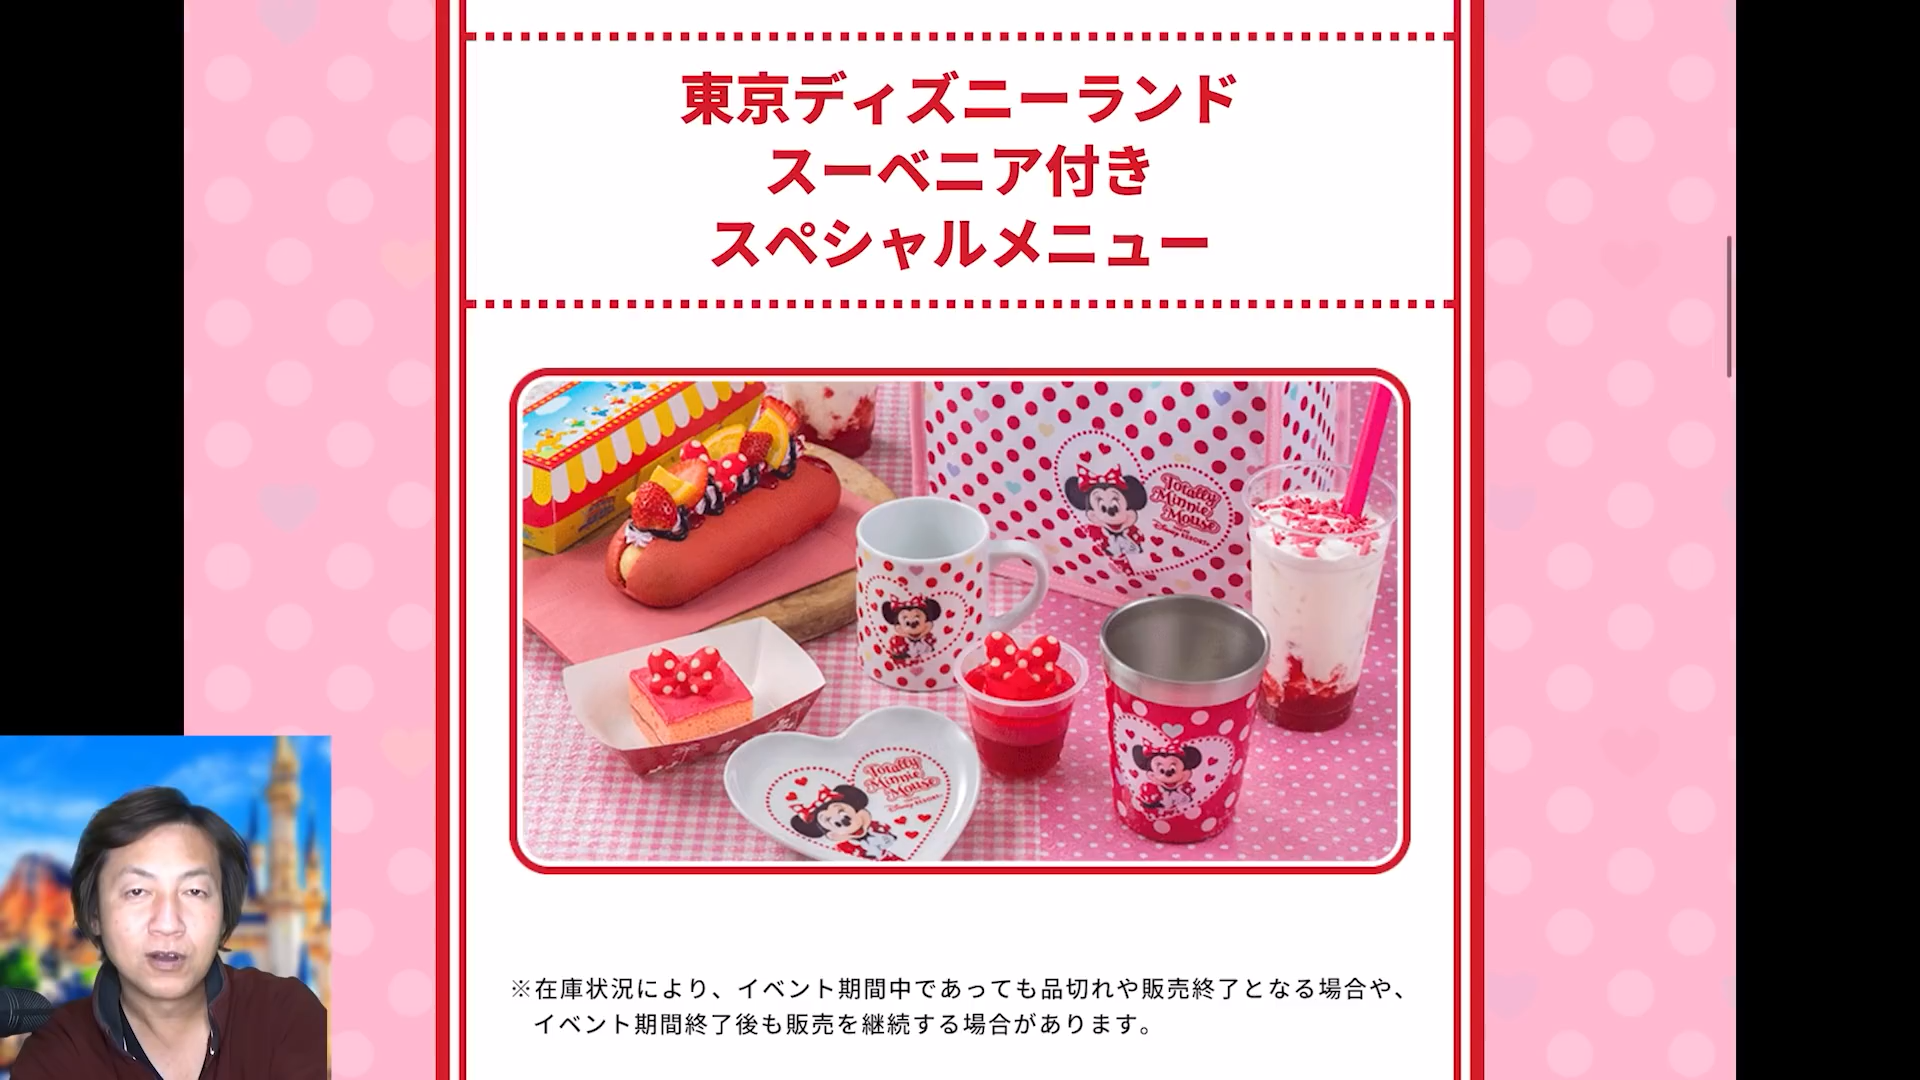 東京ディズニーランド
スーベニア付き
スペシャルメニュー
Totally
Minnie
Mouse
Totally
Minnie
Mouse
※在庫状況により、イベント期間中であっても品切れや販売終了となる場合や、
イベント期間終了後も販売を継続する場合があります。